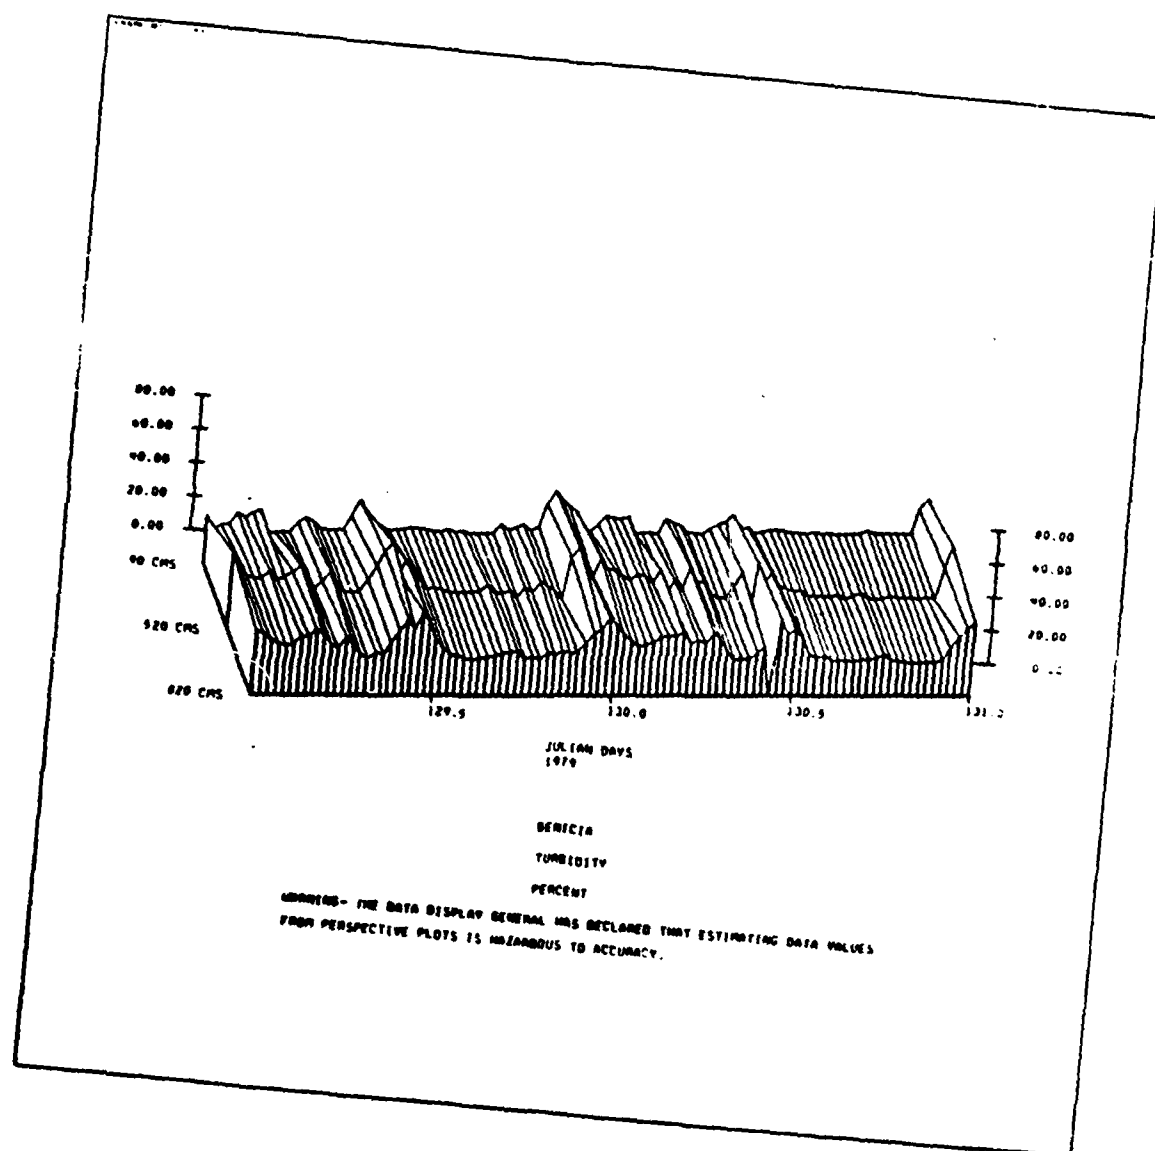 80.00
60.00
40.00
20.00
0.00
90 CMS
520 CMS
820 CMS
80.00
60.00
40.00
20.00
129.5
130.0
130.5
JULIAN DAYS
1979
BENICIA
TURBIDITY
PERCENT
WARNING- THE DATA DISPLAY GENERAL HAS DECLARED THAT ESTIMATING DATA VALUES
FROM PERSPECTIVE PLOTS IS HAZARDOUS TO ACCURACY.